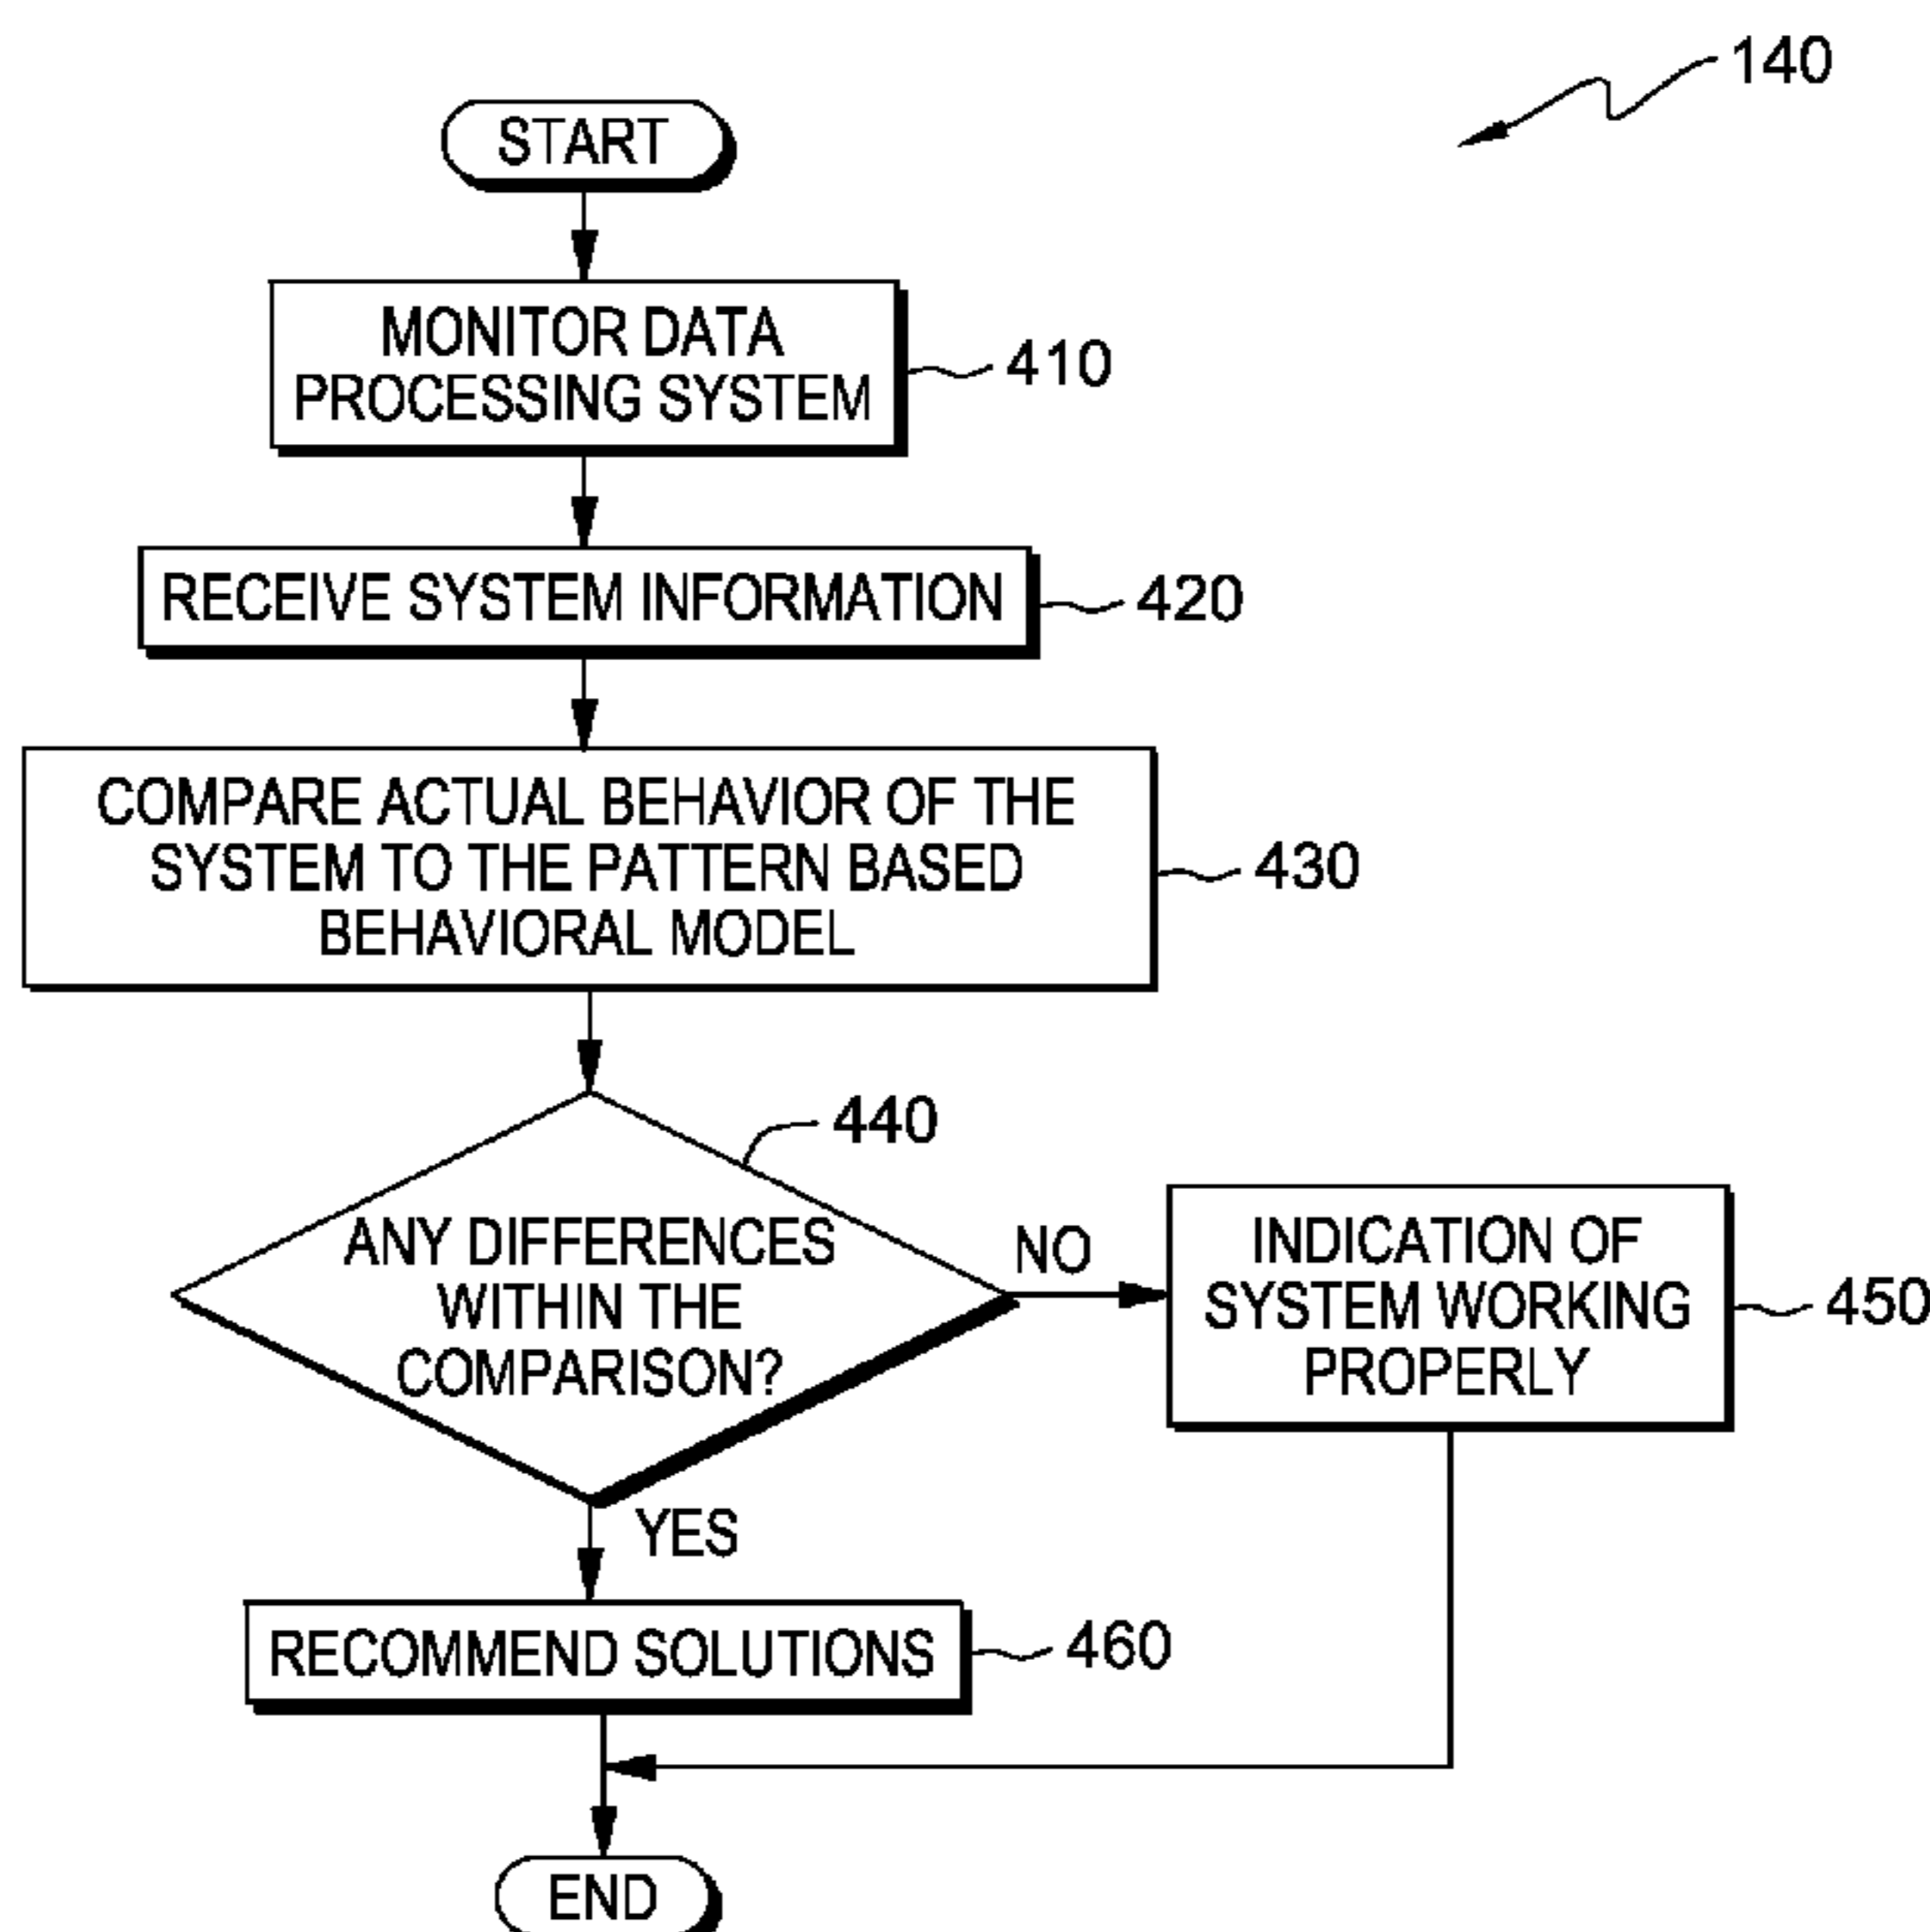 140
START
MONITOR DATA
PROCESSING SYSTEM
410
RECEIVE SYSTEM INFORMATION
420
COMPARE ACTUAL BEHAVIOR OF THE
SYSTEM TO THE PATTERN BASED
BEHAVIORAL MODEL
430
440
ANY DIFFERENCES
WITHIN THE
COMPARISON?
NO
INDICATION OF
SYSTEM WORKING
PROPERLY
450
YES
RECOMMEND SOLUTIONS
460
END